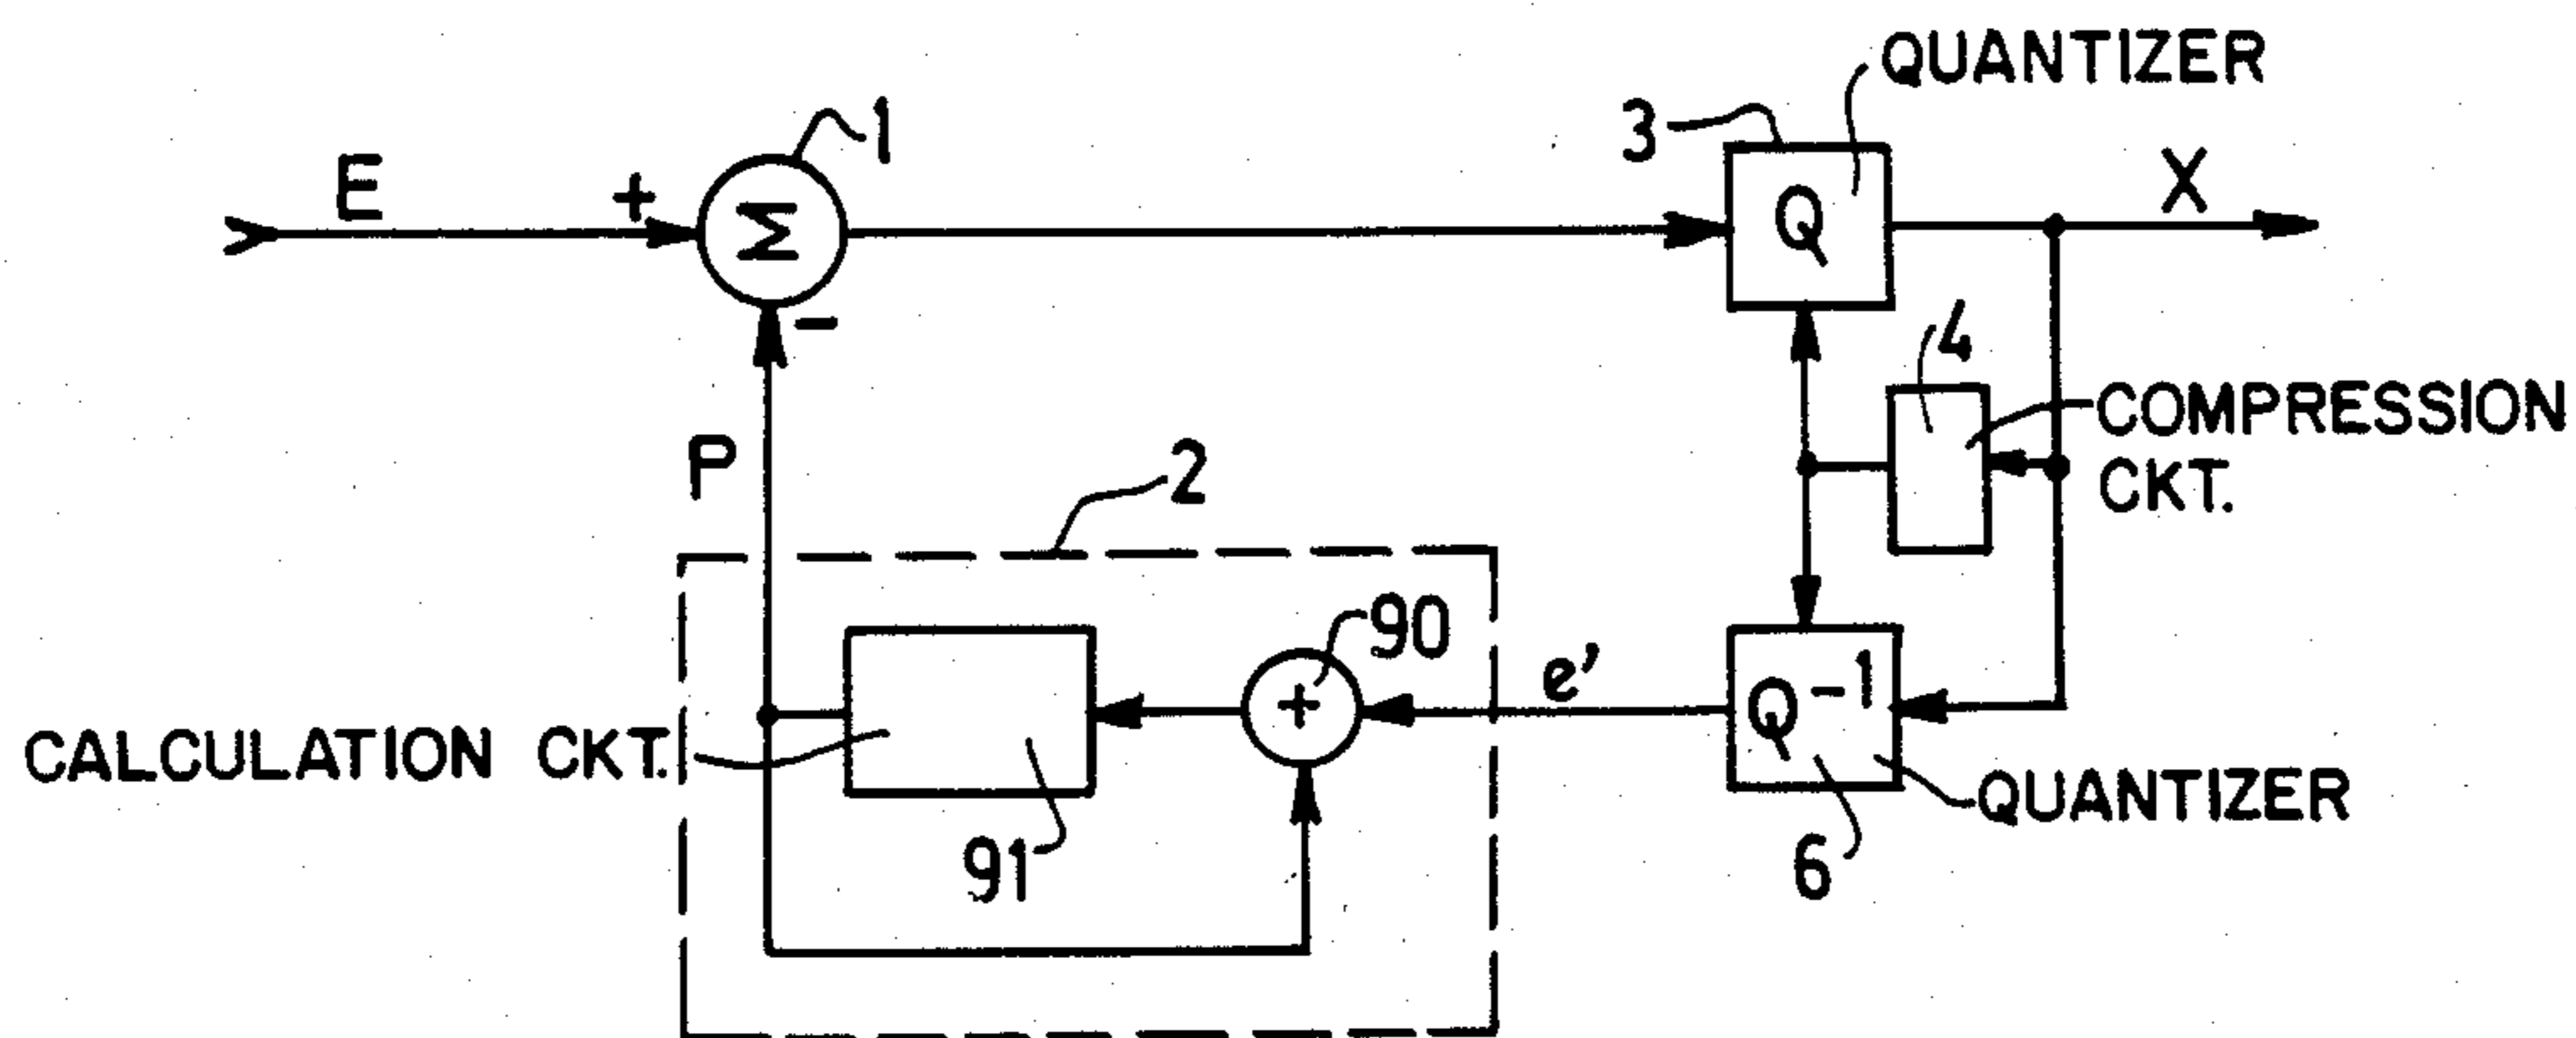 QUANTIZER
1
3
E
+
Σ
Q
X
-
4
COMPRESSION
CKT.
P
2
90
+
e'
Q⁻¹
CALCULATION CKT.
QUANTIZER
91
6